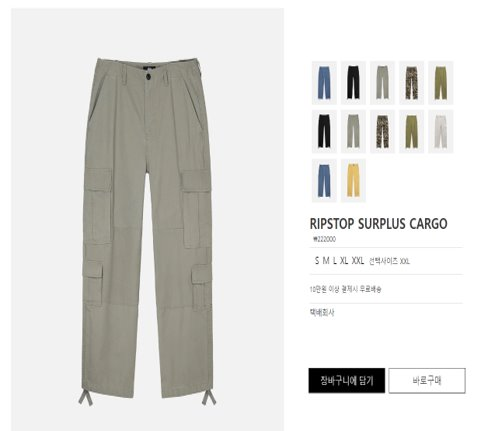 RIPSTOP SURPLUS CARGO
₩222000
S M L XL XXL 선택사이즈 XXL
10만원 이상 결제시 무료배송
택배회사
장바구니에 담기 바로구매